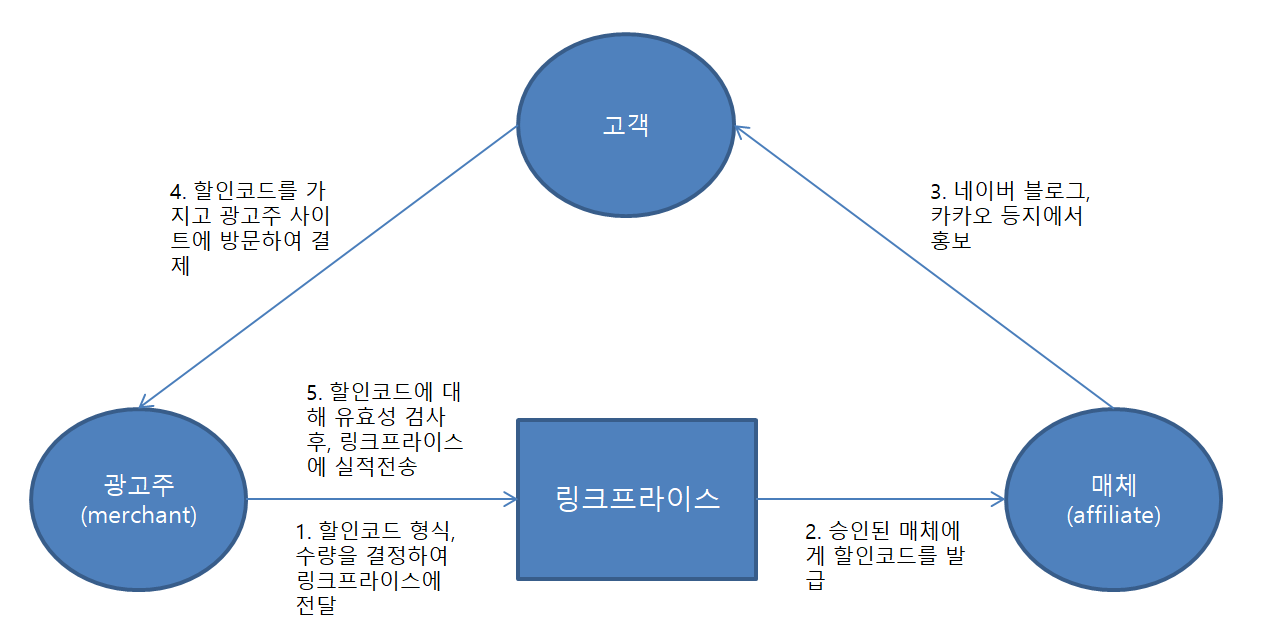 고객
4. 할인코드를 가
지고 광고주 사이
트에 방문하여 결
제
3. 네이버 블로그,
카카오 등지에서
홍보
5. 할인코드에 대
해 유효성 검사
후, 링크프라이스
에 실적전송
광고주
(merchant)
링크프라이스
매체
(affiliate)
1. 할인코드 형식,
수량을 결정하여
링크프라이스에
전달
2. 승인된 매체에
게 할인코드를 발
급